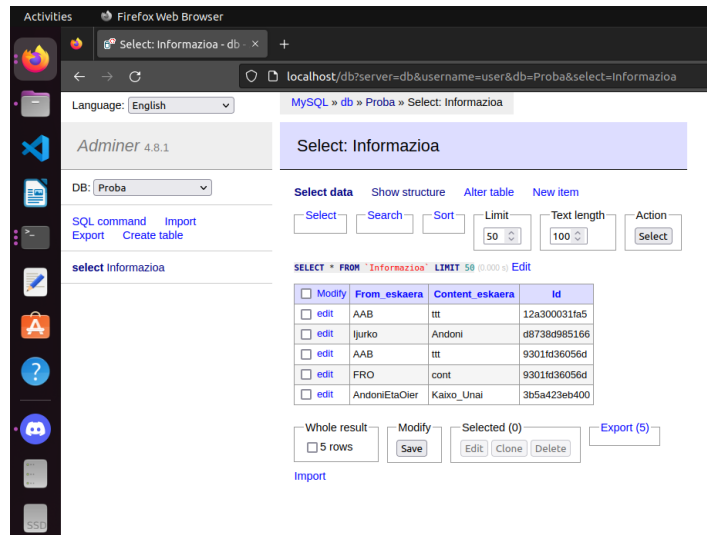 Activities Firefox Web Browser
Select: Informazioa - db - × +
localhost/db?server=db&username=user&db=Proba&select=Informazioa
Language: English
MySQL » db » Proba » Select: Informazioa
Adminer 4.8.1
Select: Informazioa
DB: Proba
Select data Show structure Alter table New item
SQL command Import
Export Create table
Select Search Sort Limit Text length Action
50 100 Select
select Informazioa
SELECT * FROM `Informazioa` LIMIT 50 (0.000 s) Edit
Modify From_eskaera Content_eskaera Id
edit AAB ttt 12a300031fa5
edit Ijurko Andoni d8738d985166
edit AAB ttt 9301fd36056d
edit FRO cont 9301fd36056d
edit AndoniEtaOier Kaixo_Unai 3b5a423eb400
Whole result Modify Selected (0) Export (5)
5 rows Save Edit Clone Delete
Import
SSD